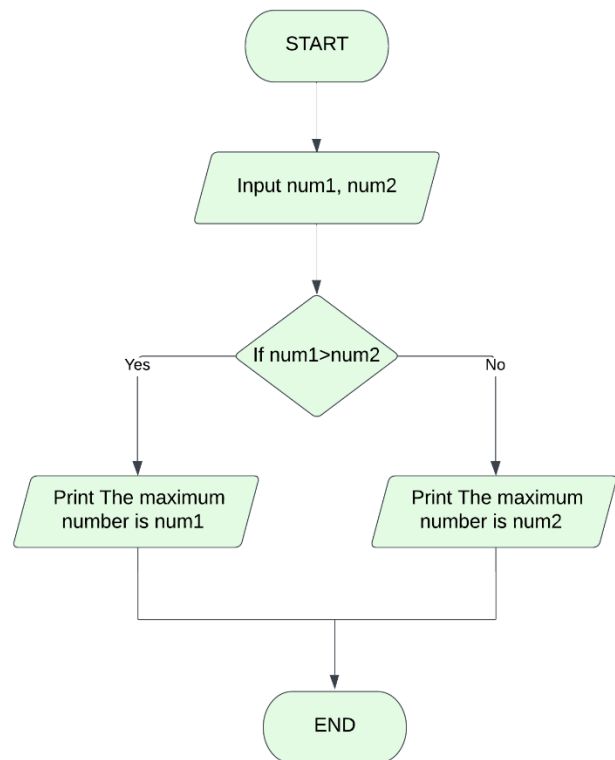 START
Input num1, num2
If num1>num2
Yes
No
Print The maximum
number is num1
Print The maximum
number is num2
END